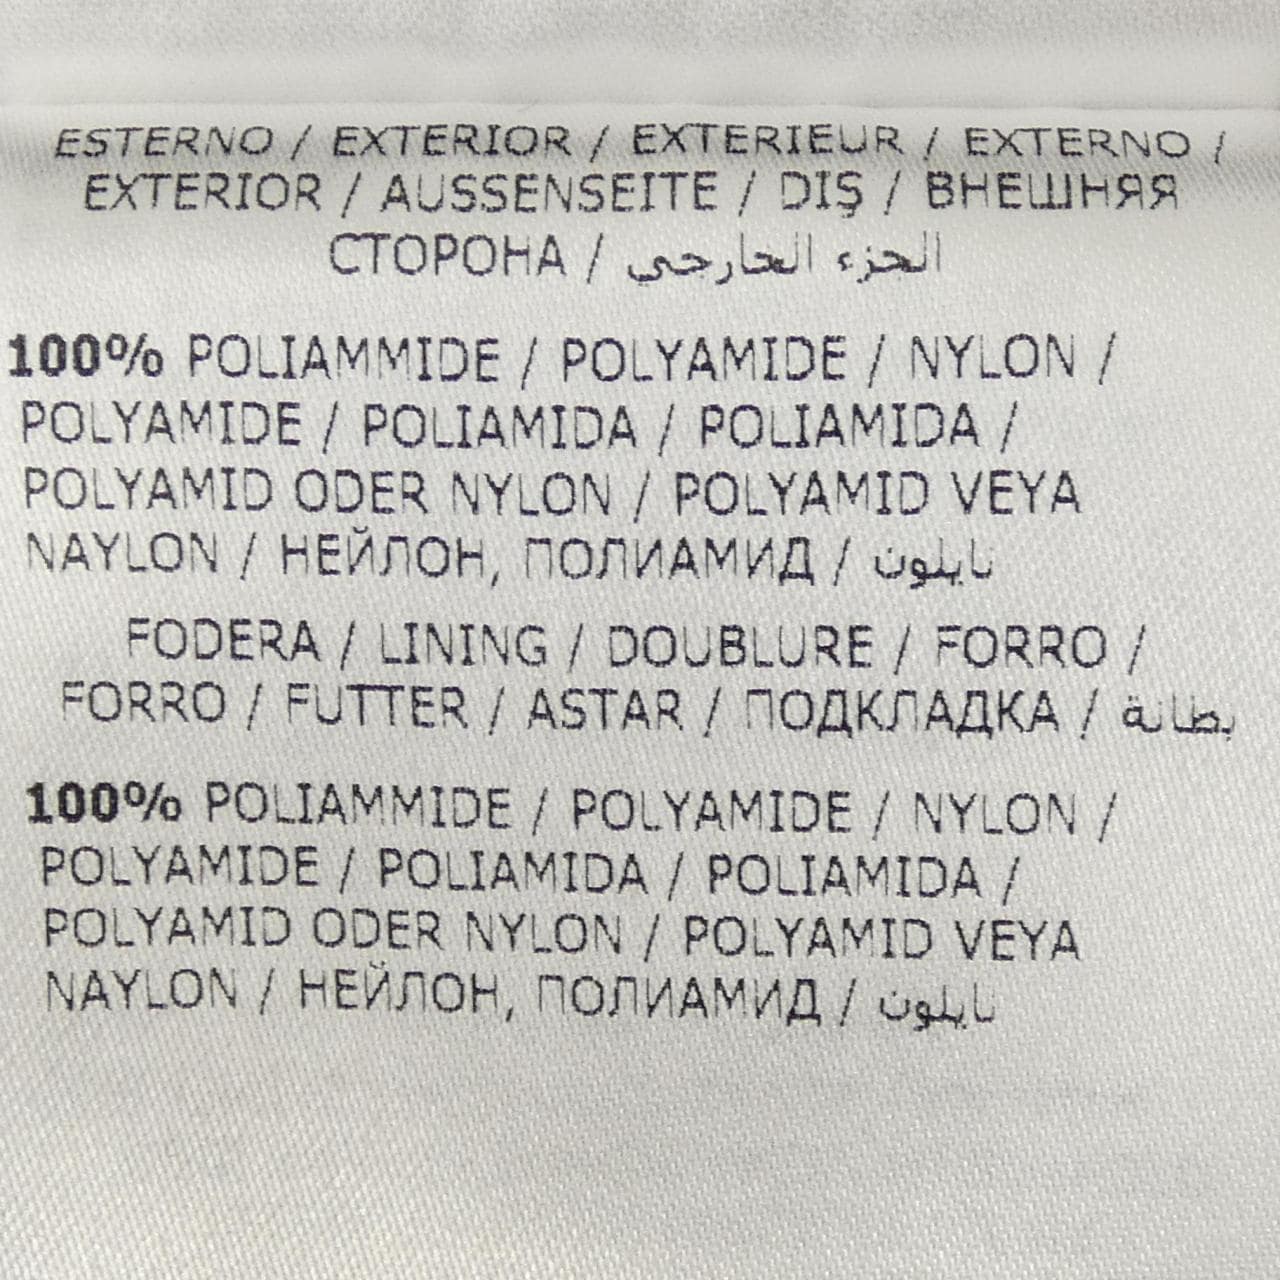 ESTERNO / EXTERIOR / EXTERIEUR / EXTERNO /
EXTERIOR / AUSSENSEITE / DIŞ / ВНЕШНЯЯ
СТОРОНА / الجزء الخارجي
100% POLIAMMIDE / POLYAMIDE / NYLON /
POLYAMIDE / POLIAMIDA / POLIAMIDA /
POLYAMID ODER NYLON / POLYAMID VEYA
NAYLON / НЕЙЛОН, ПОЛИАМИД / نايلون
FODERA / LINING / DOUBLURE / FORRO /
FORRO / FUTTER / ASTAR / ПОДКЛАДКА / بطانة
100% POLIAMMIDE / POLYAMIDE / NYLON /
POLYAMIDE / POLIAMIDA / POLIAMIDA /
POLYAMID ODER NYLON / POLYAMID VEYA
NAYLON / НЕЙЛОН, ПОЛИАМИД / نايلون